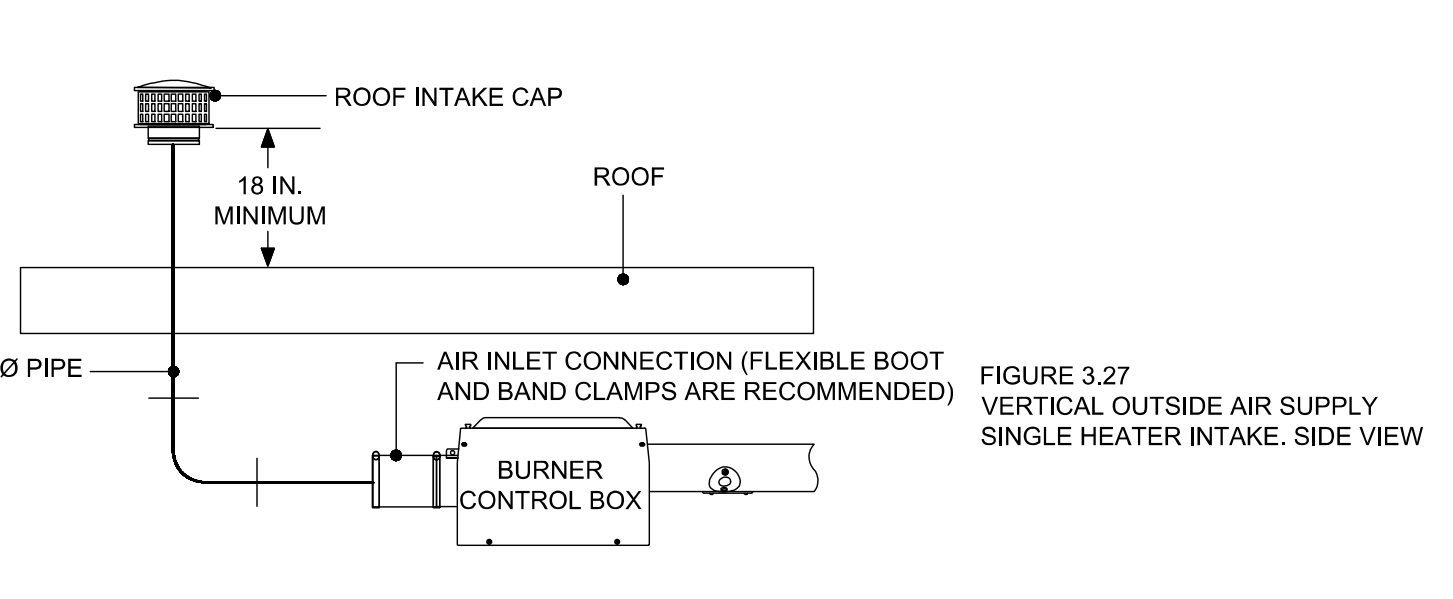 ROOF INTAKE CAP
18 IN.
MINIMUM
ROOF
Ø PIPE
AIR INLET CONNECTION (FLEXIBLE BOOT
AND BAND CLAMPS ARE RECOMMENDED)
BURNER
CONTROL BOX
FIGURE 3.27
VERTICAL OUTSIDE AIR SUPPLY
SINGLE HEATER INTAKE. SIDE VIEW